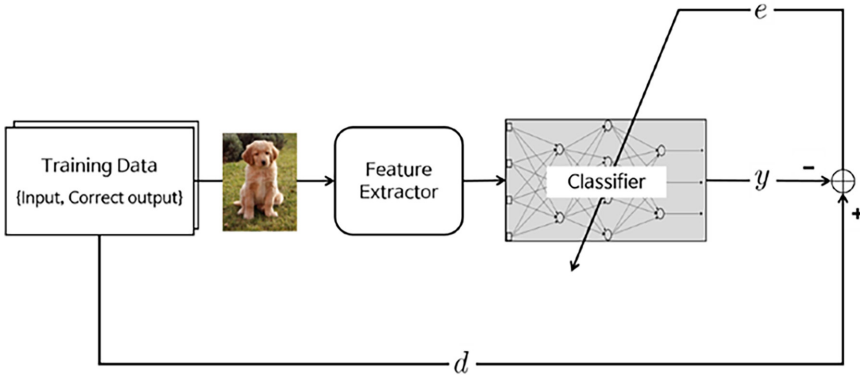 e
Training Data
{Input, Correct output}
Feature
Extractor
Classifier
y
-
+
d